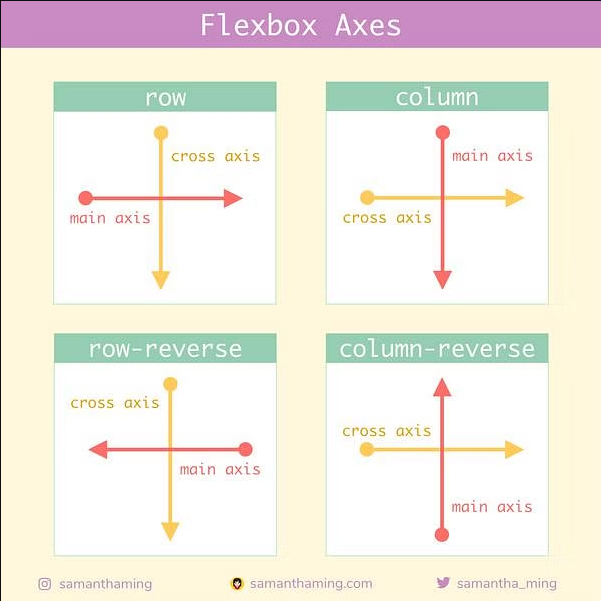 Flexbox Axes
row
column
cross axis
main axis
main axis
cross axis
row-reverse
column-reverse
cross axis
main axis
cross axis
main axis
samanthaming
samanthaming.com
samantha_ming